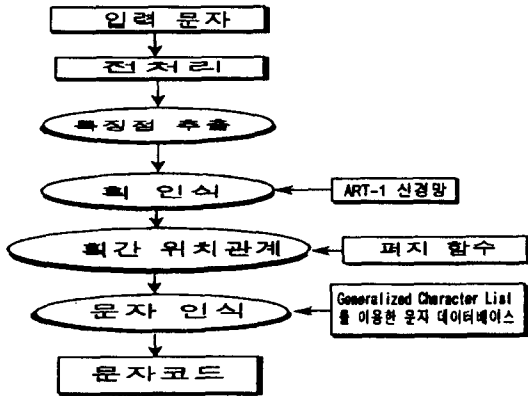 입력 문자
전처리
특징점 추출
획 인식
ART-1 신경망
획간 위치관계
퍼지 함수
문자 인식
Generalized Character List
를 이용한 문자 데이터베이스
문자코드